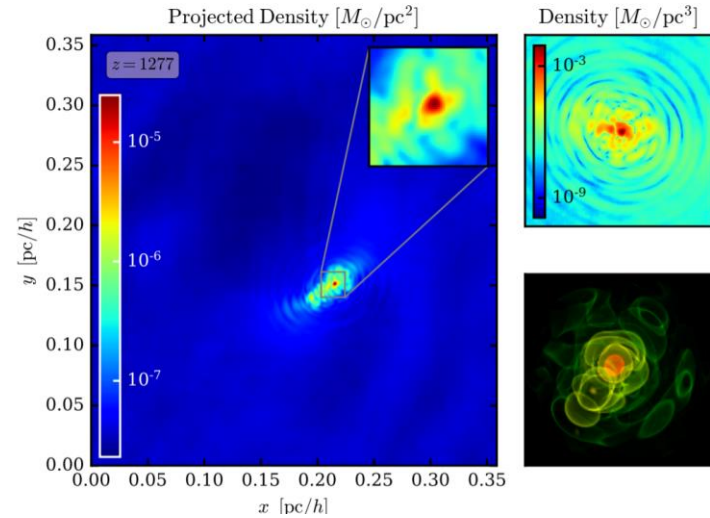 Projected Density [M⊙/pc²]
z = 1277
0.35
0.30
0.25
0.20
0.15
0.10
0.05
0.00
y [pc/h]
10⁻⁵
10⁻⁶
10⁻⁷
0.00 0.05 0.10 0.15 0.20 0.25 0.30 0.35
x [pc/h]
Density [M⊙/pc³]
10⁻³
10⁻⁹